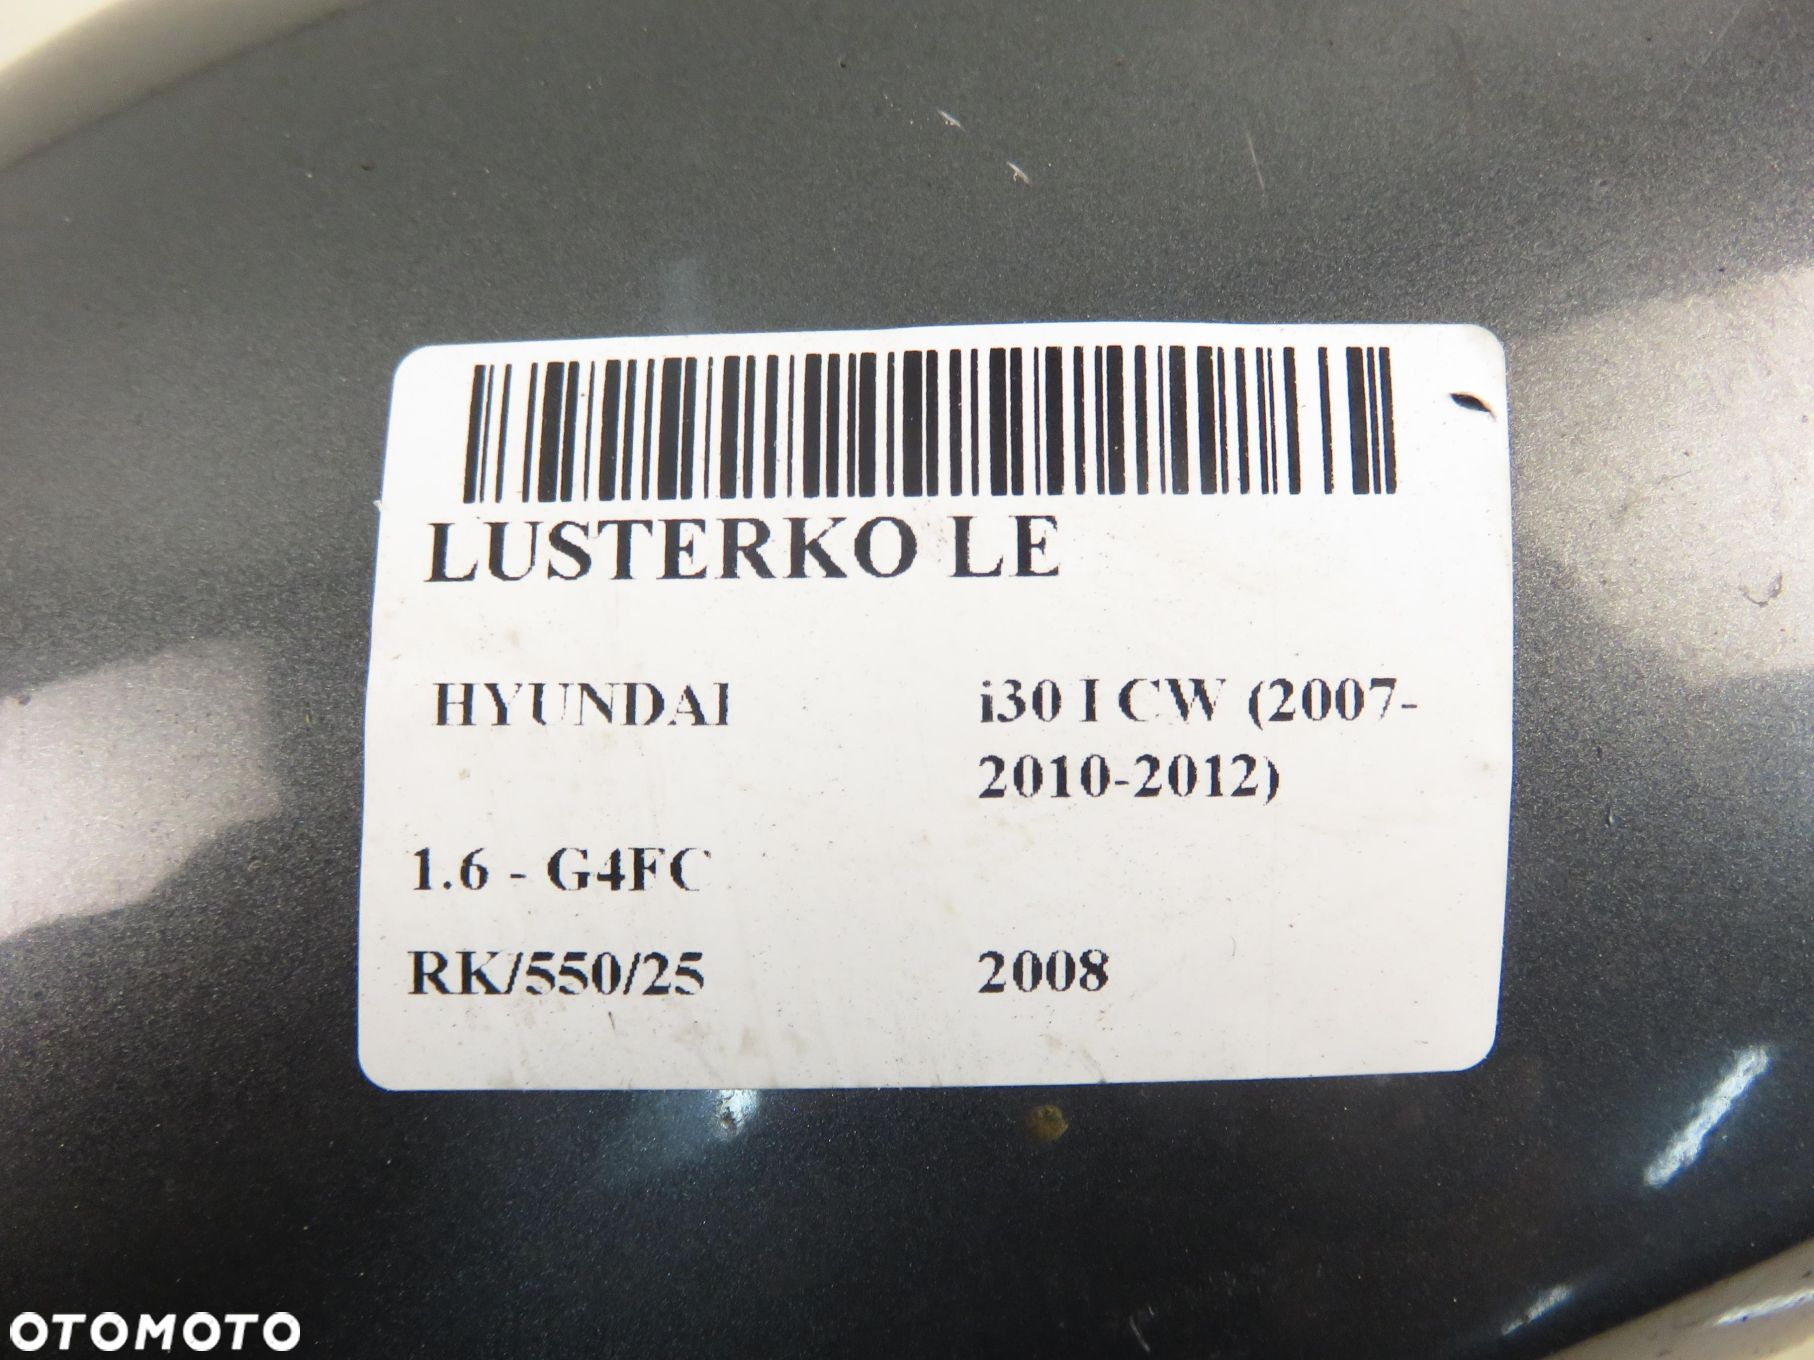 LUSTERKO LE
HYUNDAI
i30 I CW (2007-
2010-2012)
1.6 - G4FC
RK/550/25
2008
OTOMOTO